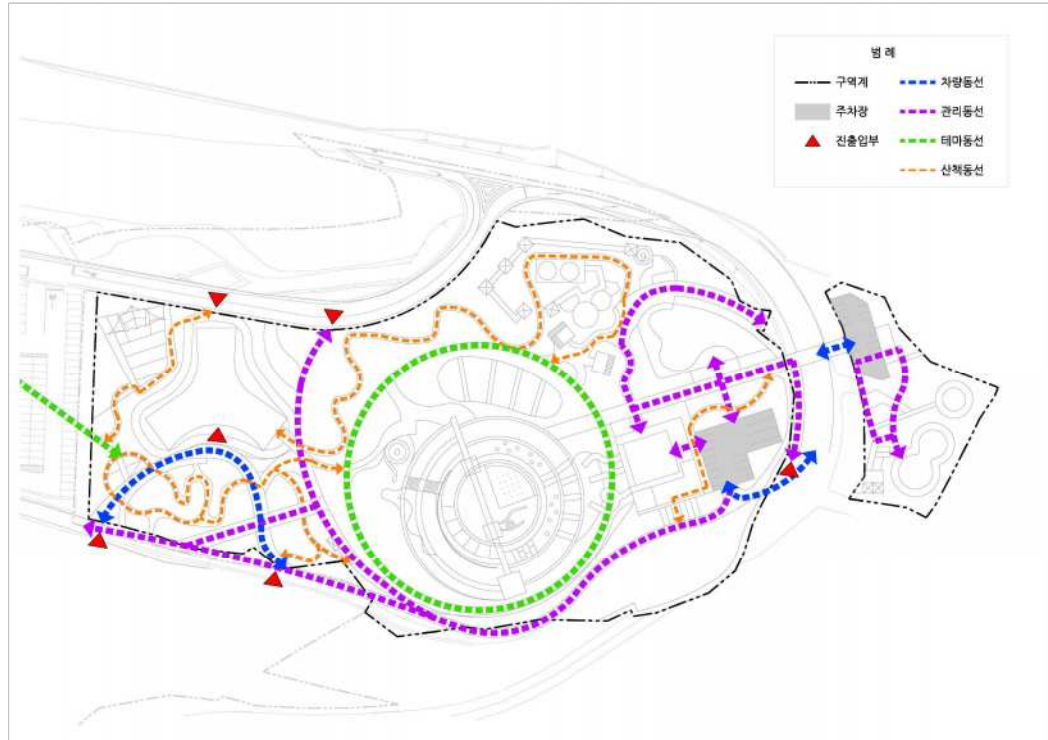 범 례
구역계
차량동선
주차장
관리동선
진출입부
테마동선
산책동선